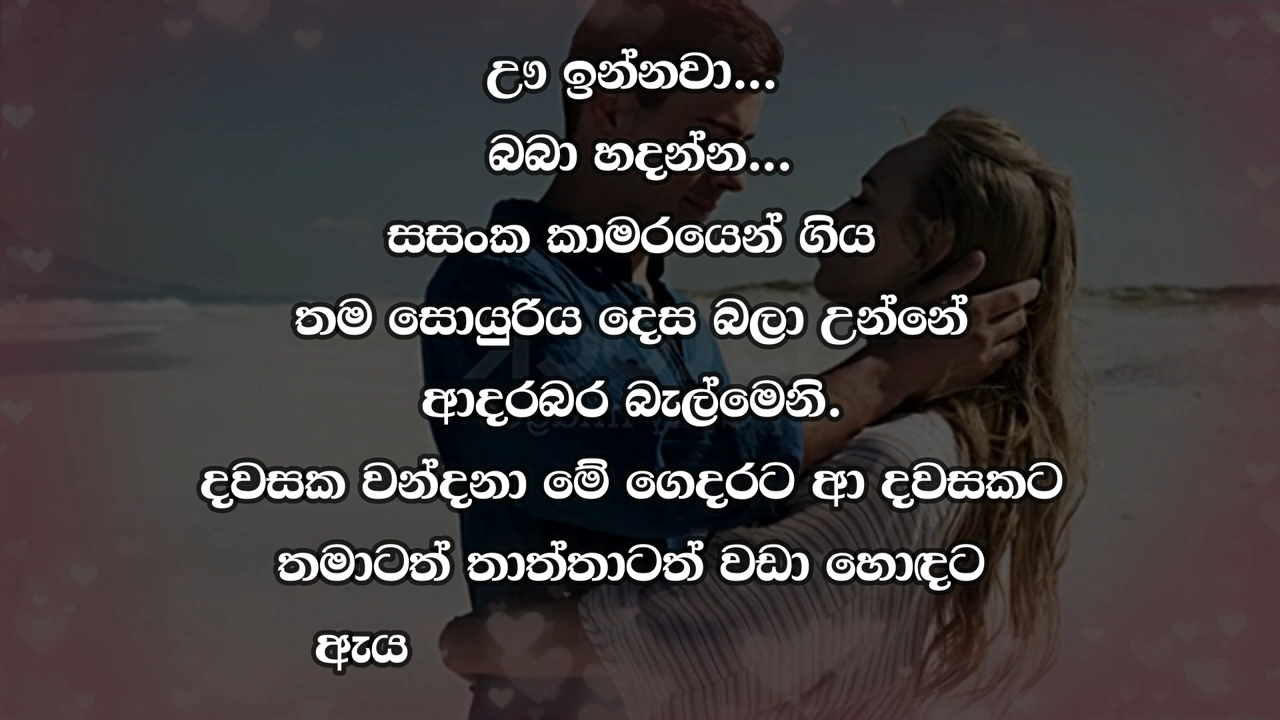 ඌ ඉන්නවා...
බබා හදන්න...
සසංක කාමරයෙන් ගිය
තම සොයුරිය දෙස බලා උන්නේ
ආදරබර බැල්මෙනි.
දවසක වන්දනා මේ ගෙදරට ආ දවසකට
තමාටත් තාත්තාටත් වඩා හොඳට
ඇය